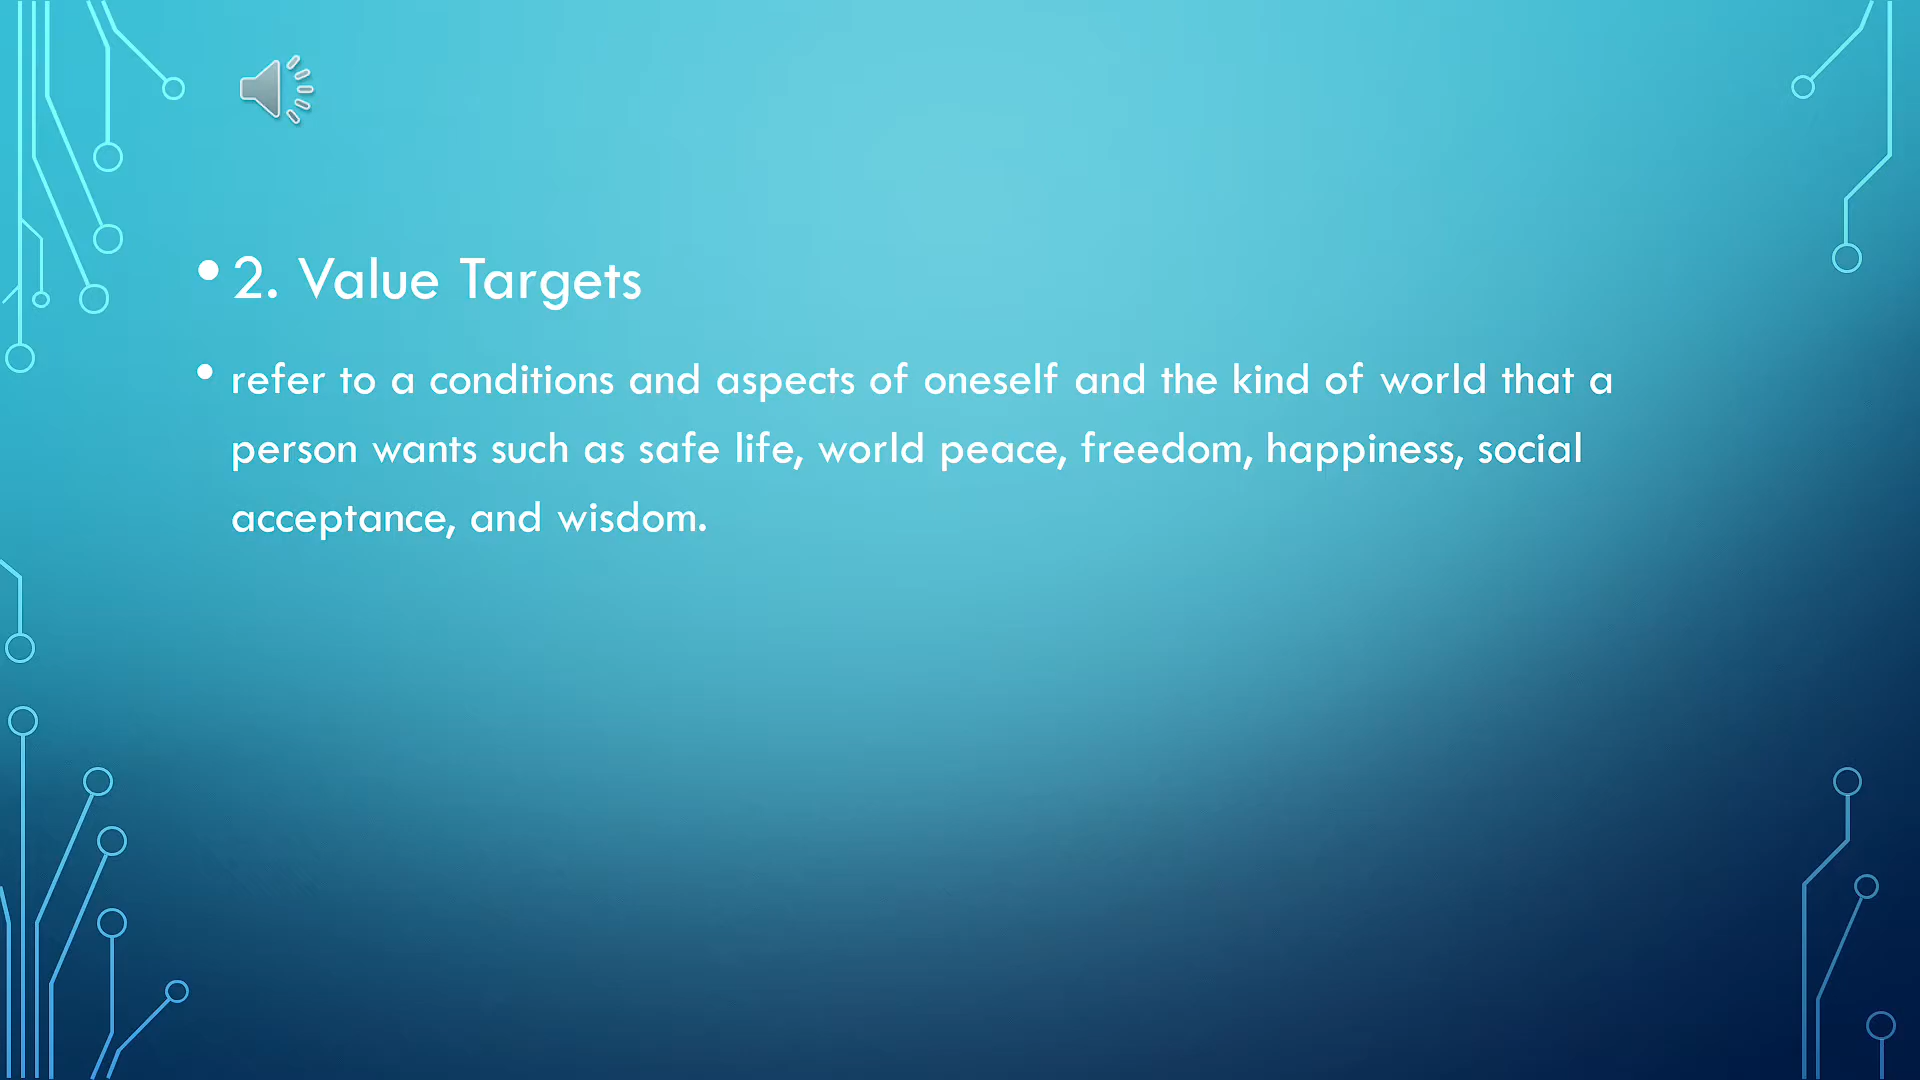 • 2. Value Targets
• refer to a conditions and aspects of oneself and the kind of world that a
person wants such as safe life, world peace, freedom, happiness, social
acceptance, and wisdom.